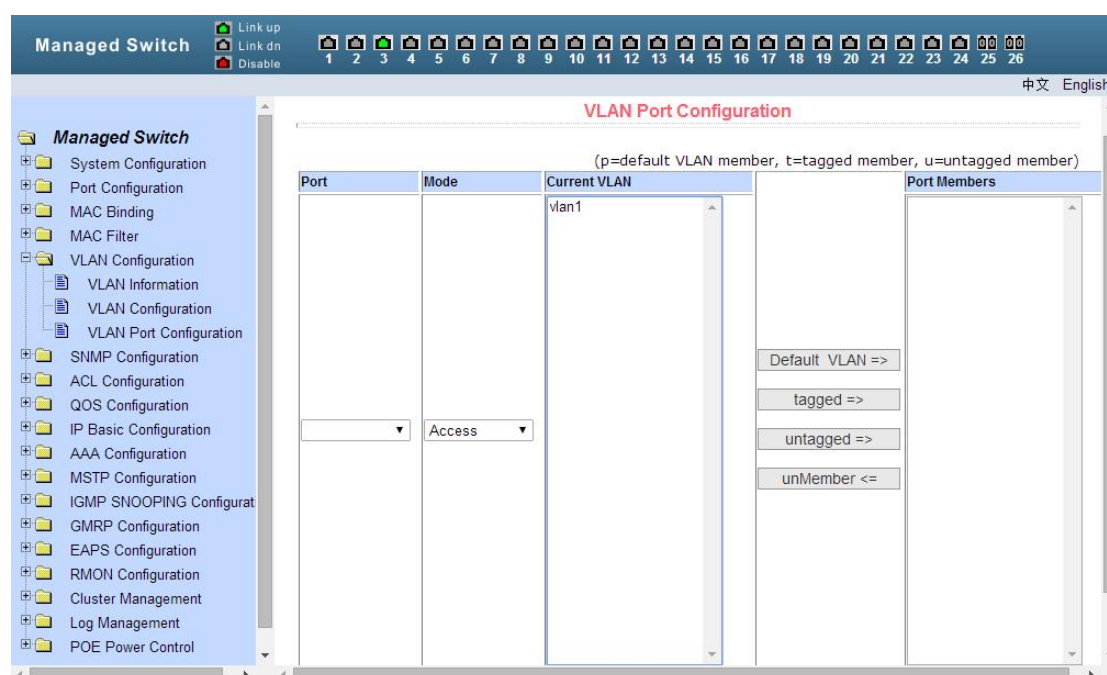 Managed Switch
Link up
Link dn
Disable
1 2 3 4 5 6 7 8 9 10 11 12 13 14 15 16 17 18 19 20 21 22 23 24 25 26
中文 English
Managed Switch
System Configuration
Port Configuration
MAC Binding
MAC Filter
VLAN Configuration
VLAN Information
VLAN Configuration
VLAN Port Configuration
SNMP Configuration
ACL Configuration
QOS Configuration
IP Basic Configuration
AAA Configuration
MSTP Configuration
IGMP SNOOPING Configurat
GMRP Configuration
EAPS Configuration
RMON Configuration
Cluster Management
Log Management
POE Power Control
VLAN Port Configuration
(p=default VLAN member, t=tagged member, u=untagged member)
Port Mode Current VLAN Port Members
vlan1
Access
Default VLAN =>
tagged =>
untagged =>
unMember <=